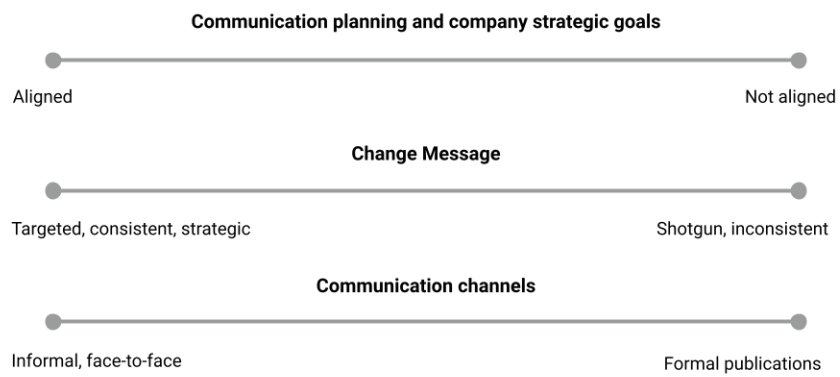 Communication planning and company strategic goals
Aligned
Not aligned
Change Message
Targeted, consistent, strategic
Shotgun, inconsistent
Communication channels
Informal, face-to-face
Formal publications